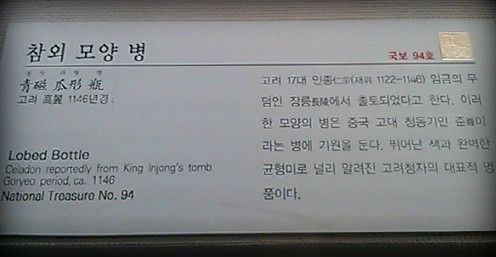 참외 모양 병
국보 94호
청자 과형 병
青磁 瓜形 瓶
고려 高麗 1146년경.
Lobed Bottle
Celadon reportedly from King Injong's tomb
Goryeo period, ca. 1146
National Treasure No. 94
고려 17대 인종仁宗(재위 1122-1146) 임금의 무
덤인 장릉長陵에서 출토되었다고 한다. 이러
한 모양의 병은 중국 고대 청동기인 준尊이
라는 병에 기원을 둔다. 뛰어난 색과 완벽한
균형미로 널리 알려진 고려청자의 대표적 명
품이다.